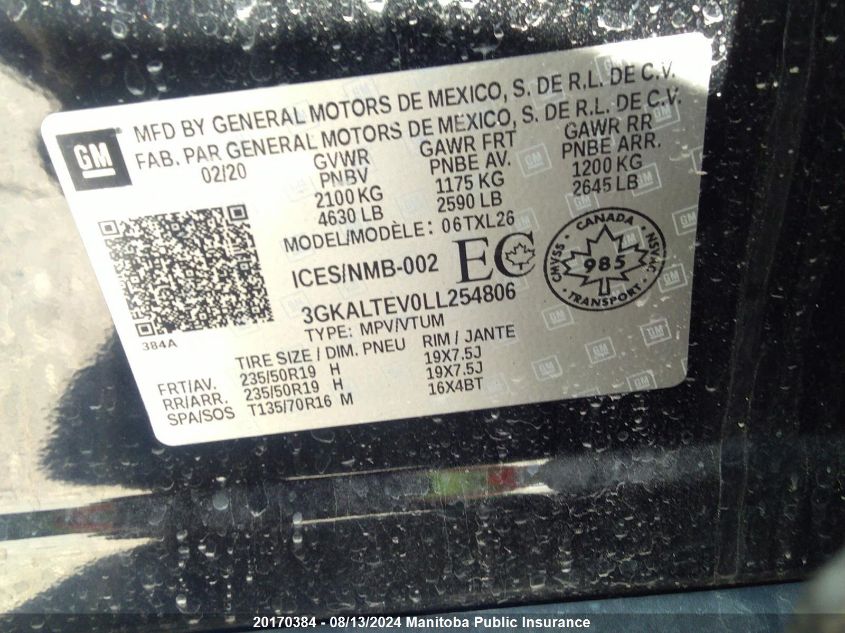 GM
MFD BY GENERAL MOTORS DE MEXICO, S. DE R.L. DE C.V.
FAB. PAR GENERAL MOTORS DE MEXICO, S. DE R.L. DE C.V.
02/20 GVWR GAWR FRT GAWR RR
PNBV PNBE AV. PNBE ARR.
2100 KG 1175 KG 1200 KG
4630 LB 2590 LB 2645 LB
MODEL/MODÈLE: 06TXL26
ICES/NMB-002 EC
CANADA
CMVSS 985 NSVAC
TRANSPORT
3GKALTEV0LL254806
384A
TYPE: MPV/VTUM
TIRE SIZE / DIM. PNEU RIM / JANTE
FRT/AV. 235/50R19 H 19X7.5J
RR/ARR. 235/50R19 H 19X7.5J
SPA/SOS T135/70R16 M 16X4BT
20170384 - 08/13/2024 Manitoba Public Insurance